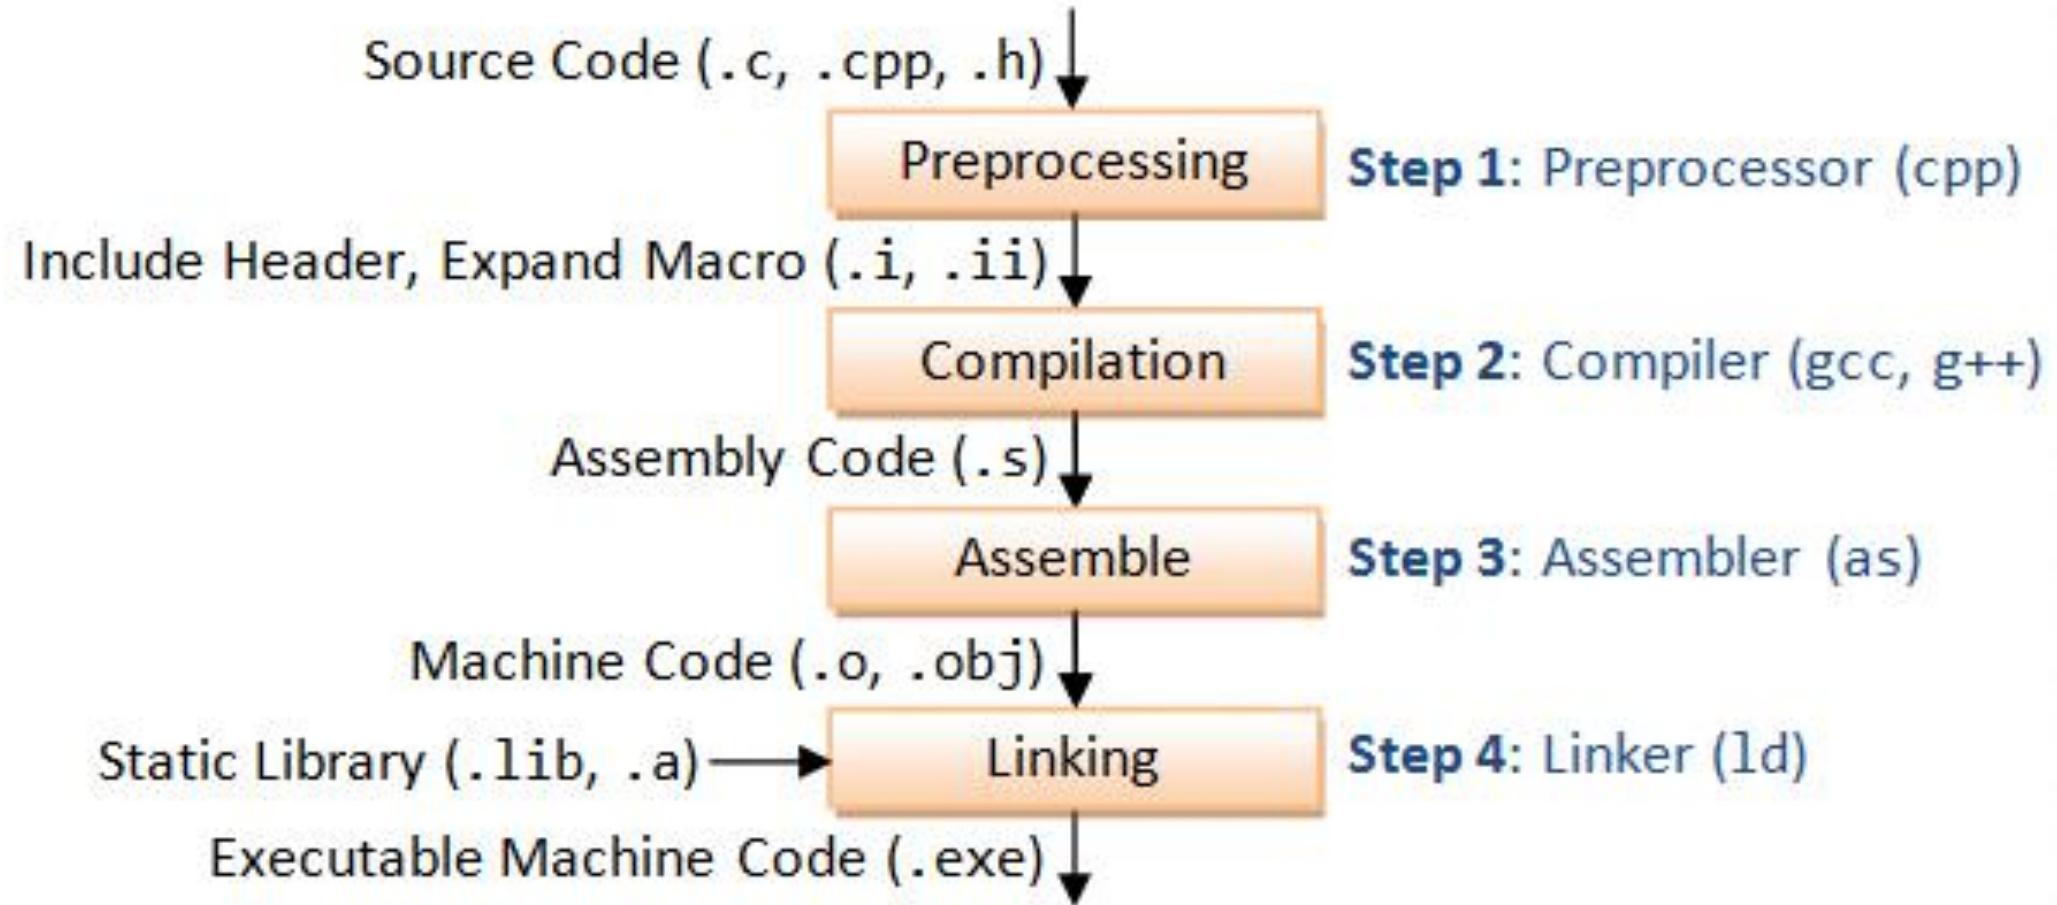 Source Code (.c, .cpp, .h)
Preprocessing
Step 1: Preprocessor (cpp)
Include Header, Expand Macro (.i, .ii)
Compilation
Step 2: Compiler (gcc, g++)
Assembly Code (.s)
Assemble
Step 3: Assembler (as)
Machine Code (.o, .obj)
Static Library (.lib, .a)
Linking
Step 4: Linker (ld)
Executable Machine Code (.exe)